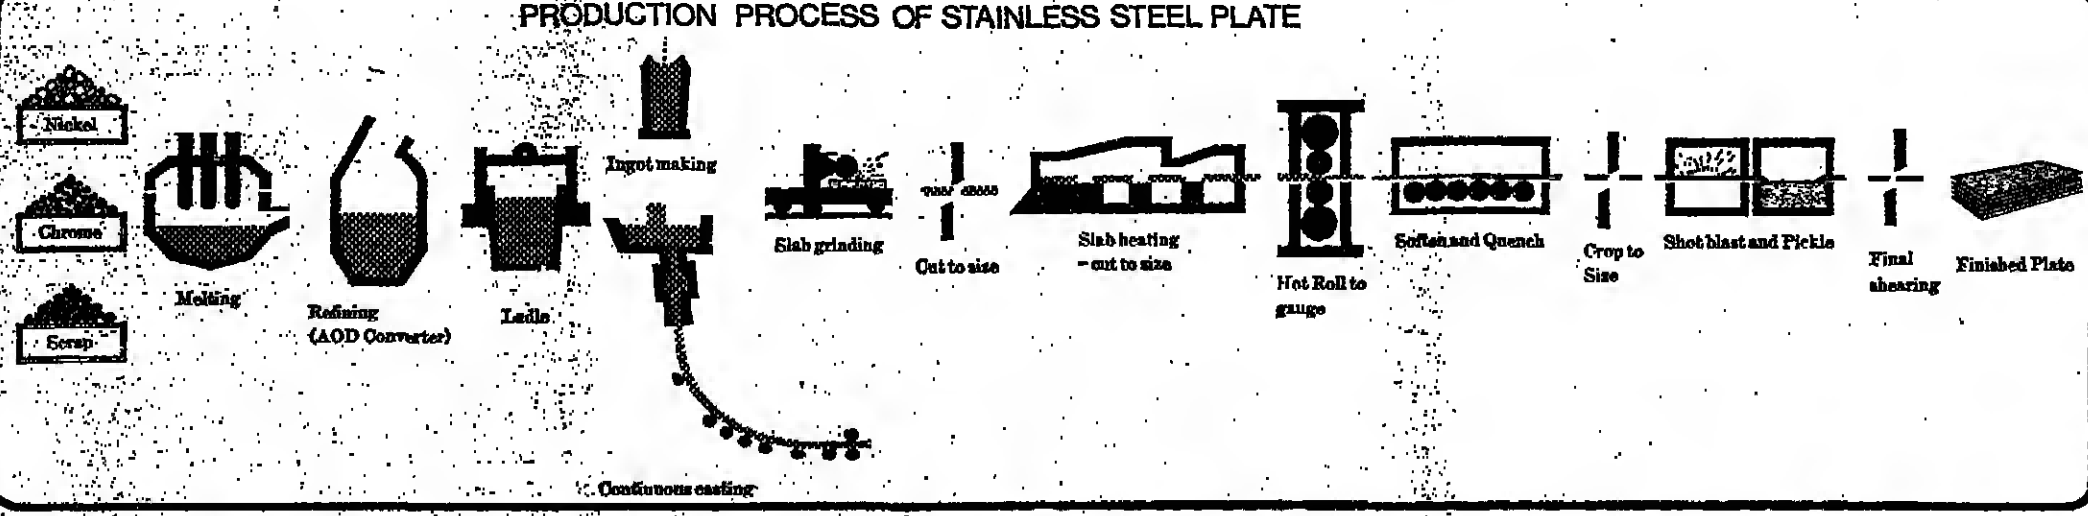 PRODUCTION PROCESS OF STAINLESS STEEL PLATE
Nickel
Chrome
Scrap
Melting
Refining
(AOD Converter)
Ladle
Ingot making
Continuous casting
Slab grinding
Cut to size
Slab heating
- cut to size
Hot Roll to
gauge
Soften and Quench
Crop to
Size
Shot blast and Pickle
Final
shearing
Finished Plate